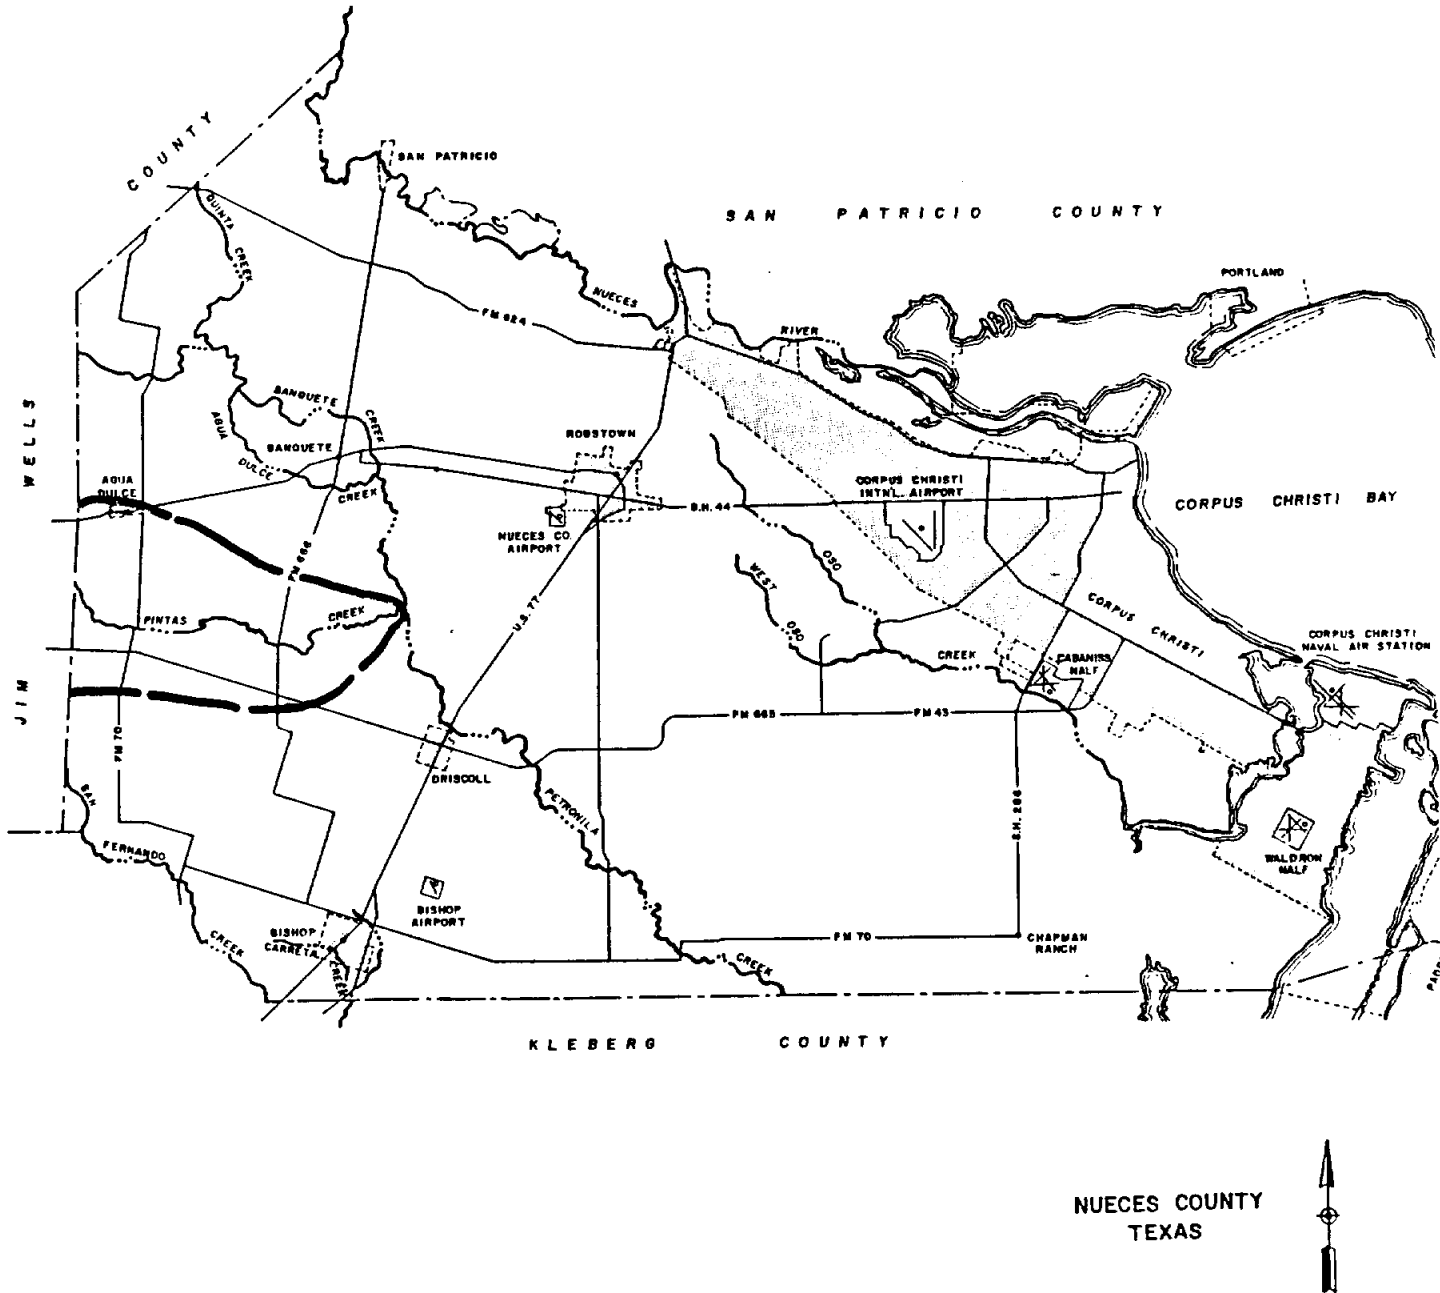 COUNTY
SAN PATRICIO
SAN PATRICIO COUNTY
QUINTA
CREEK
PORTLAND
NUECES
RIVER
FM 624
BANQUETE
CREEK
AGUA
DULCE
CREEK
BANQUETE
ROBSTOWN
WELLS
AGUA
DULCE
CORPUS CHRISTI
INT'L. AIRPORT
CORPUS CHRISTI BAY
S.H. 44
NUECES CO.
AIRPORT
FM 666
OSO
WEST
OSO
CREEK
U.S. 77
PINTAS
CREEK
CORPUS CHRISTI
CORPUS CHRISTI
NAVAL AIR STATION
CABANISS
NALF
JIM
FM 70
FM 665
FM 43
DRISCOLL
SAN
FERNANDO
CREEK
PETRONILA
CREEK
S.H. 286
WALDRON
NALF
BISHOP
AIRPORT
BISHOP
CARRETA
CREEK
FM 70
CHAPMAN
RANCH
KLEBERG COUNTY
NUECES COUNTY
TEXAS